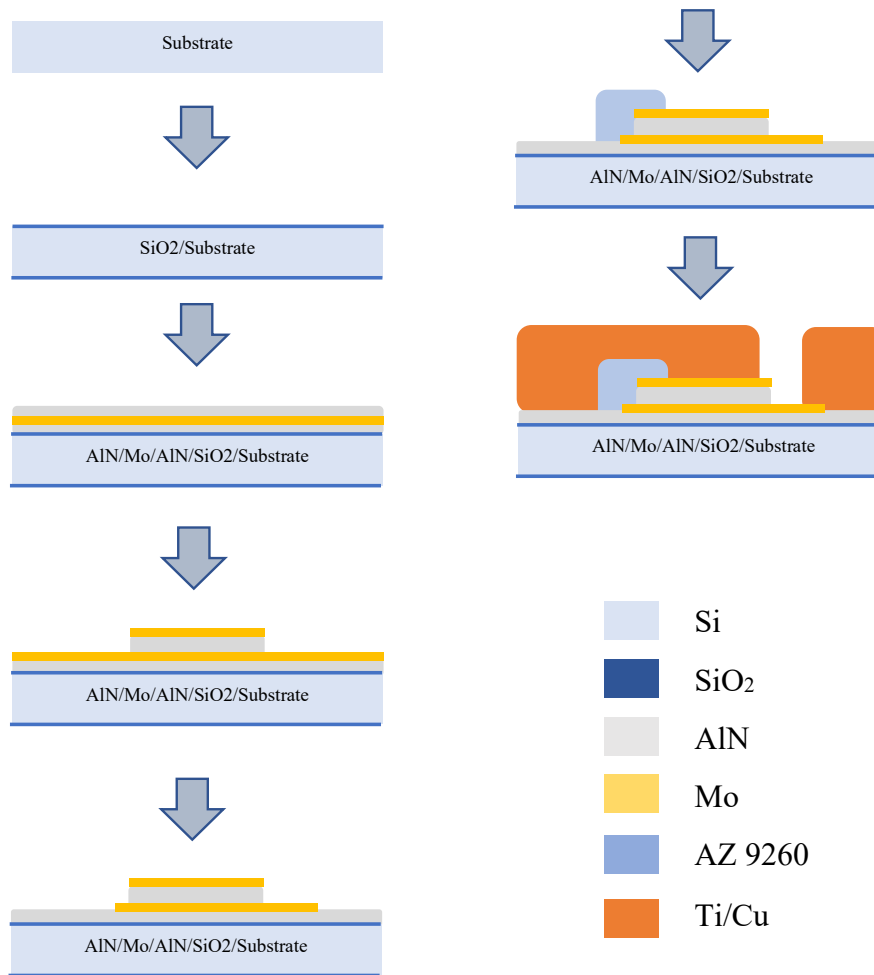 Substrate
SiO2/Substrate
AlN/Mo/AlN/SiO2/Substrate
AlN/Mo/AlN/SiO2/Substrate
AlN/Mo/AlN/SiO2/Substrate
AlN/Mo/AlN/SiO2/Substrate
AlN/Mo/AlN/SiO2/Substrate
Si
SiO₂
AlN
Mo
AZ 9260
Ti/Cu